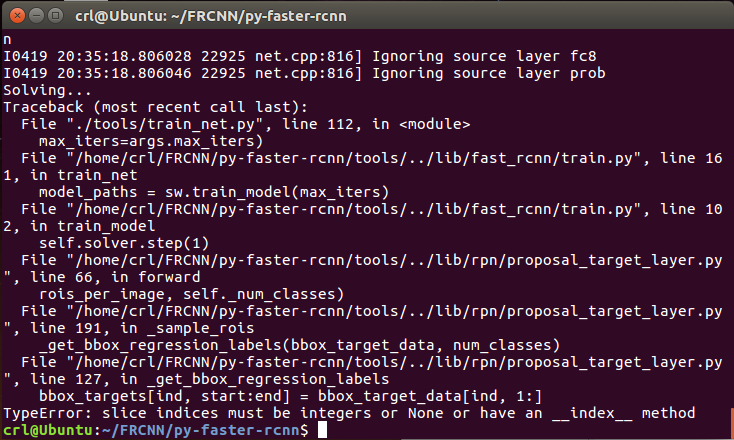 crl@Ubuntu: ~/FRCNN/py-faster-rcnn
n
I0419 20:35:18.806028 22925 net.cpp:816] Ignoring source layer fc8
I0419 20:35:18.806046 22925 net.cpp:816] Ignoring source layer prob
Solving...
Traceback (most recent call last):
  File "./tools/train_net.py", line 112, in <module>
    max_iters=args.max_iters)
  File "/home/crl/FRCNN/py-faster-rcnn/tools/../lib/fast_rcnn/train.py", line 16
1, in train_net
    model_paths = sw.train_model(max_iters)
  File "/home/crl/FRCNN/py-faster-rcnn/tools/../lib/fast_rcnn/train.py", line 10
2, in train_model
    self.solver.step(1)
  File "/home/crl/FRCNN/py-faster-rcnn/tools/../lib/rpn/proposal_target_layer.py
", line 66, in forward
    rois_per_image, self._num_classes)
  File "/home/crl/FRCNN/py-faster-rcnn/tools/../lib/rpn/proposal_target_layer.py
", line 191, in _sample_rois
    _get_bbox_regression_labels(bbox_target_data, num_classes)
  File "/home/crl/FRCNN/py-faster-rcnn/tools/../lib/rpn/proposal_target_layer.py
", line 127, in _get_bbox_regression_labels
    bbox_targets[ind, start:end] = bbox_target_data[ind, 1:]
TypeError: slice indices must be integers or None or have an __index__ method
crl@Ubuntu:~/FRCNN/py-faster-rcnn$